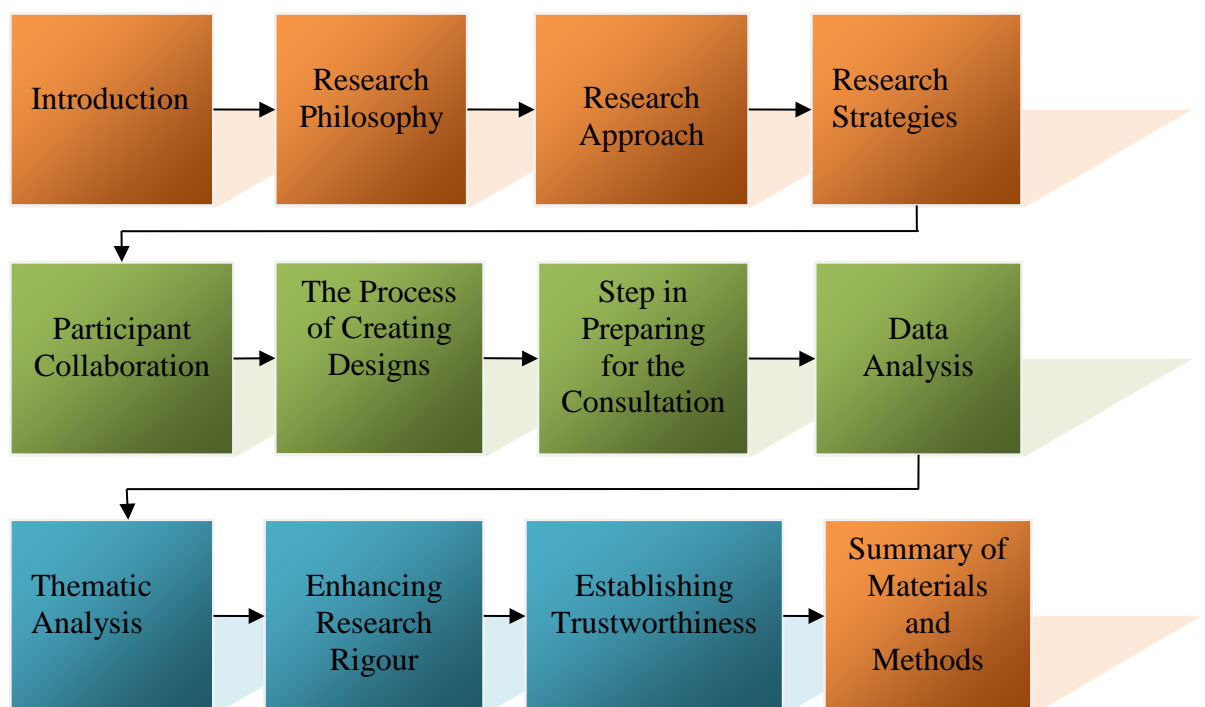 Introduction
Research
Philosophy
Research
Approach
Research
Strategies
Participant
Collaboration
The Process
of Creating
Designs
Step in
Preparing
for the
Consultation
Data
Analysis
Thematic
Analysis
Enhancing
Research
Rigour
Establishing
Trustworthiness
Summary of
Materials
and
Methods